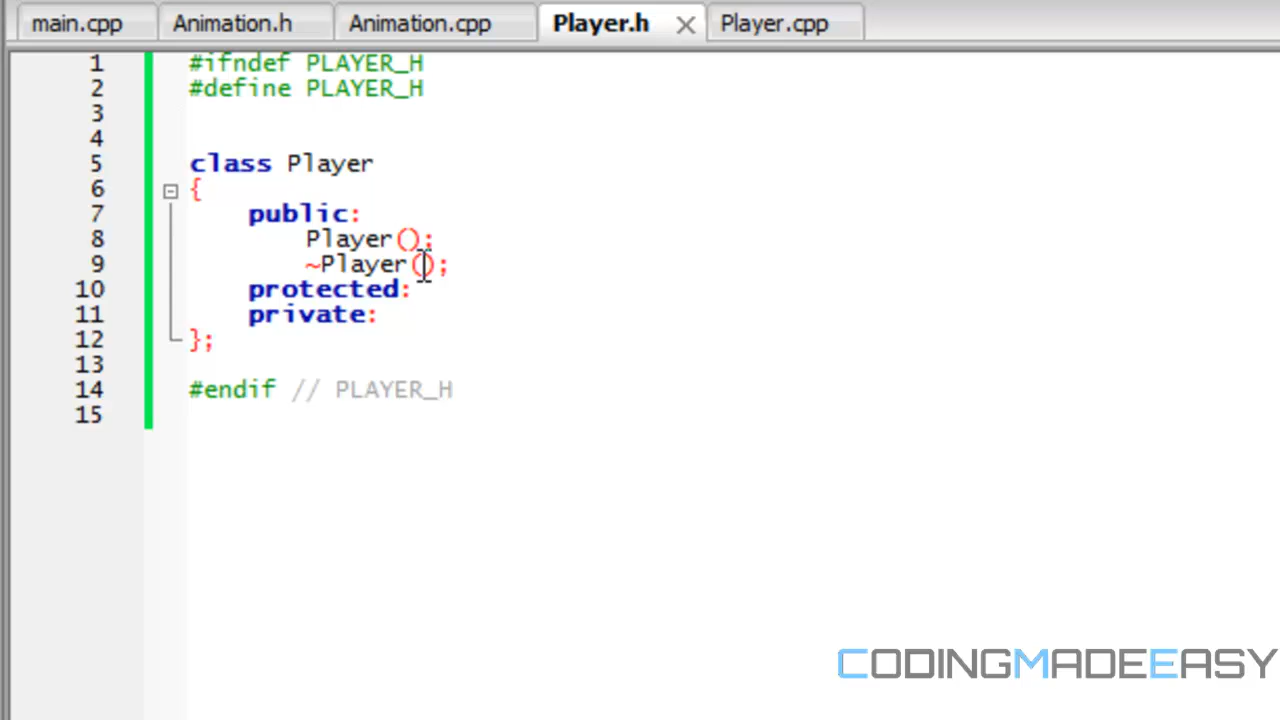 main.cpp Animation.h Animation.cpp Player.h Player.cpp
1 #ifndef PLAYER_H
2 #define PLAYER_H
3
4
5 class Player
6 {
7 public:
8 Player();
9 ~Player();
10 protected:
11 private:
12 };
13
14 #endif // PLAYER_H
15
CODINGMADEEASY